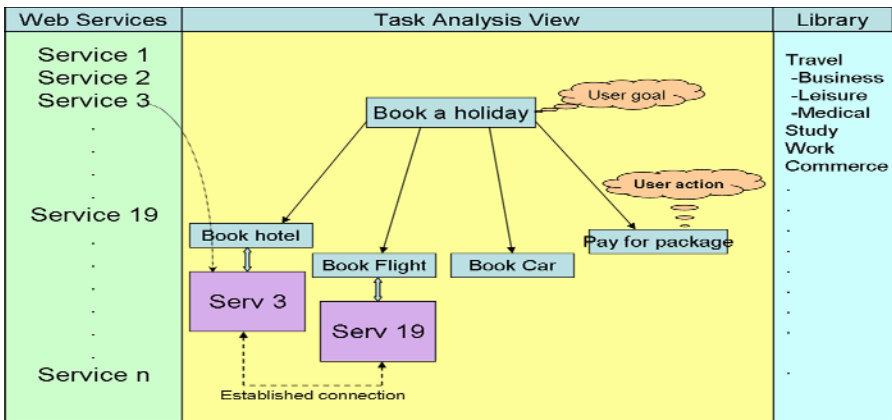 Web Services
Task Analysis View
Library
Service 1
Service 2
Service 3
.
.
.
.
Service 19
.
.
.
.
.
.
Service n
Book a holiday
User goal
User action
Book hotel
Book Flight
Book Car
Pay for package
Serv 3
Serv 19
Established connection
Travel
-Business
-Leisure
-Medical
Study
Work
Commerce
.
.
.
.
.
.
.
.
.